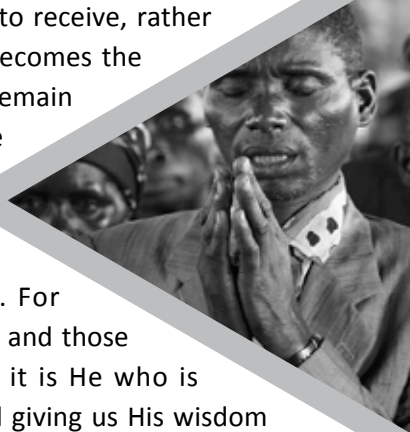 to receive, rather
ecomes the
emain
e
. For
and those
it is He who is
giving us His wisdom